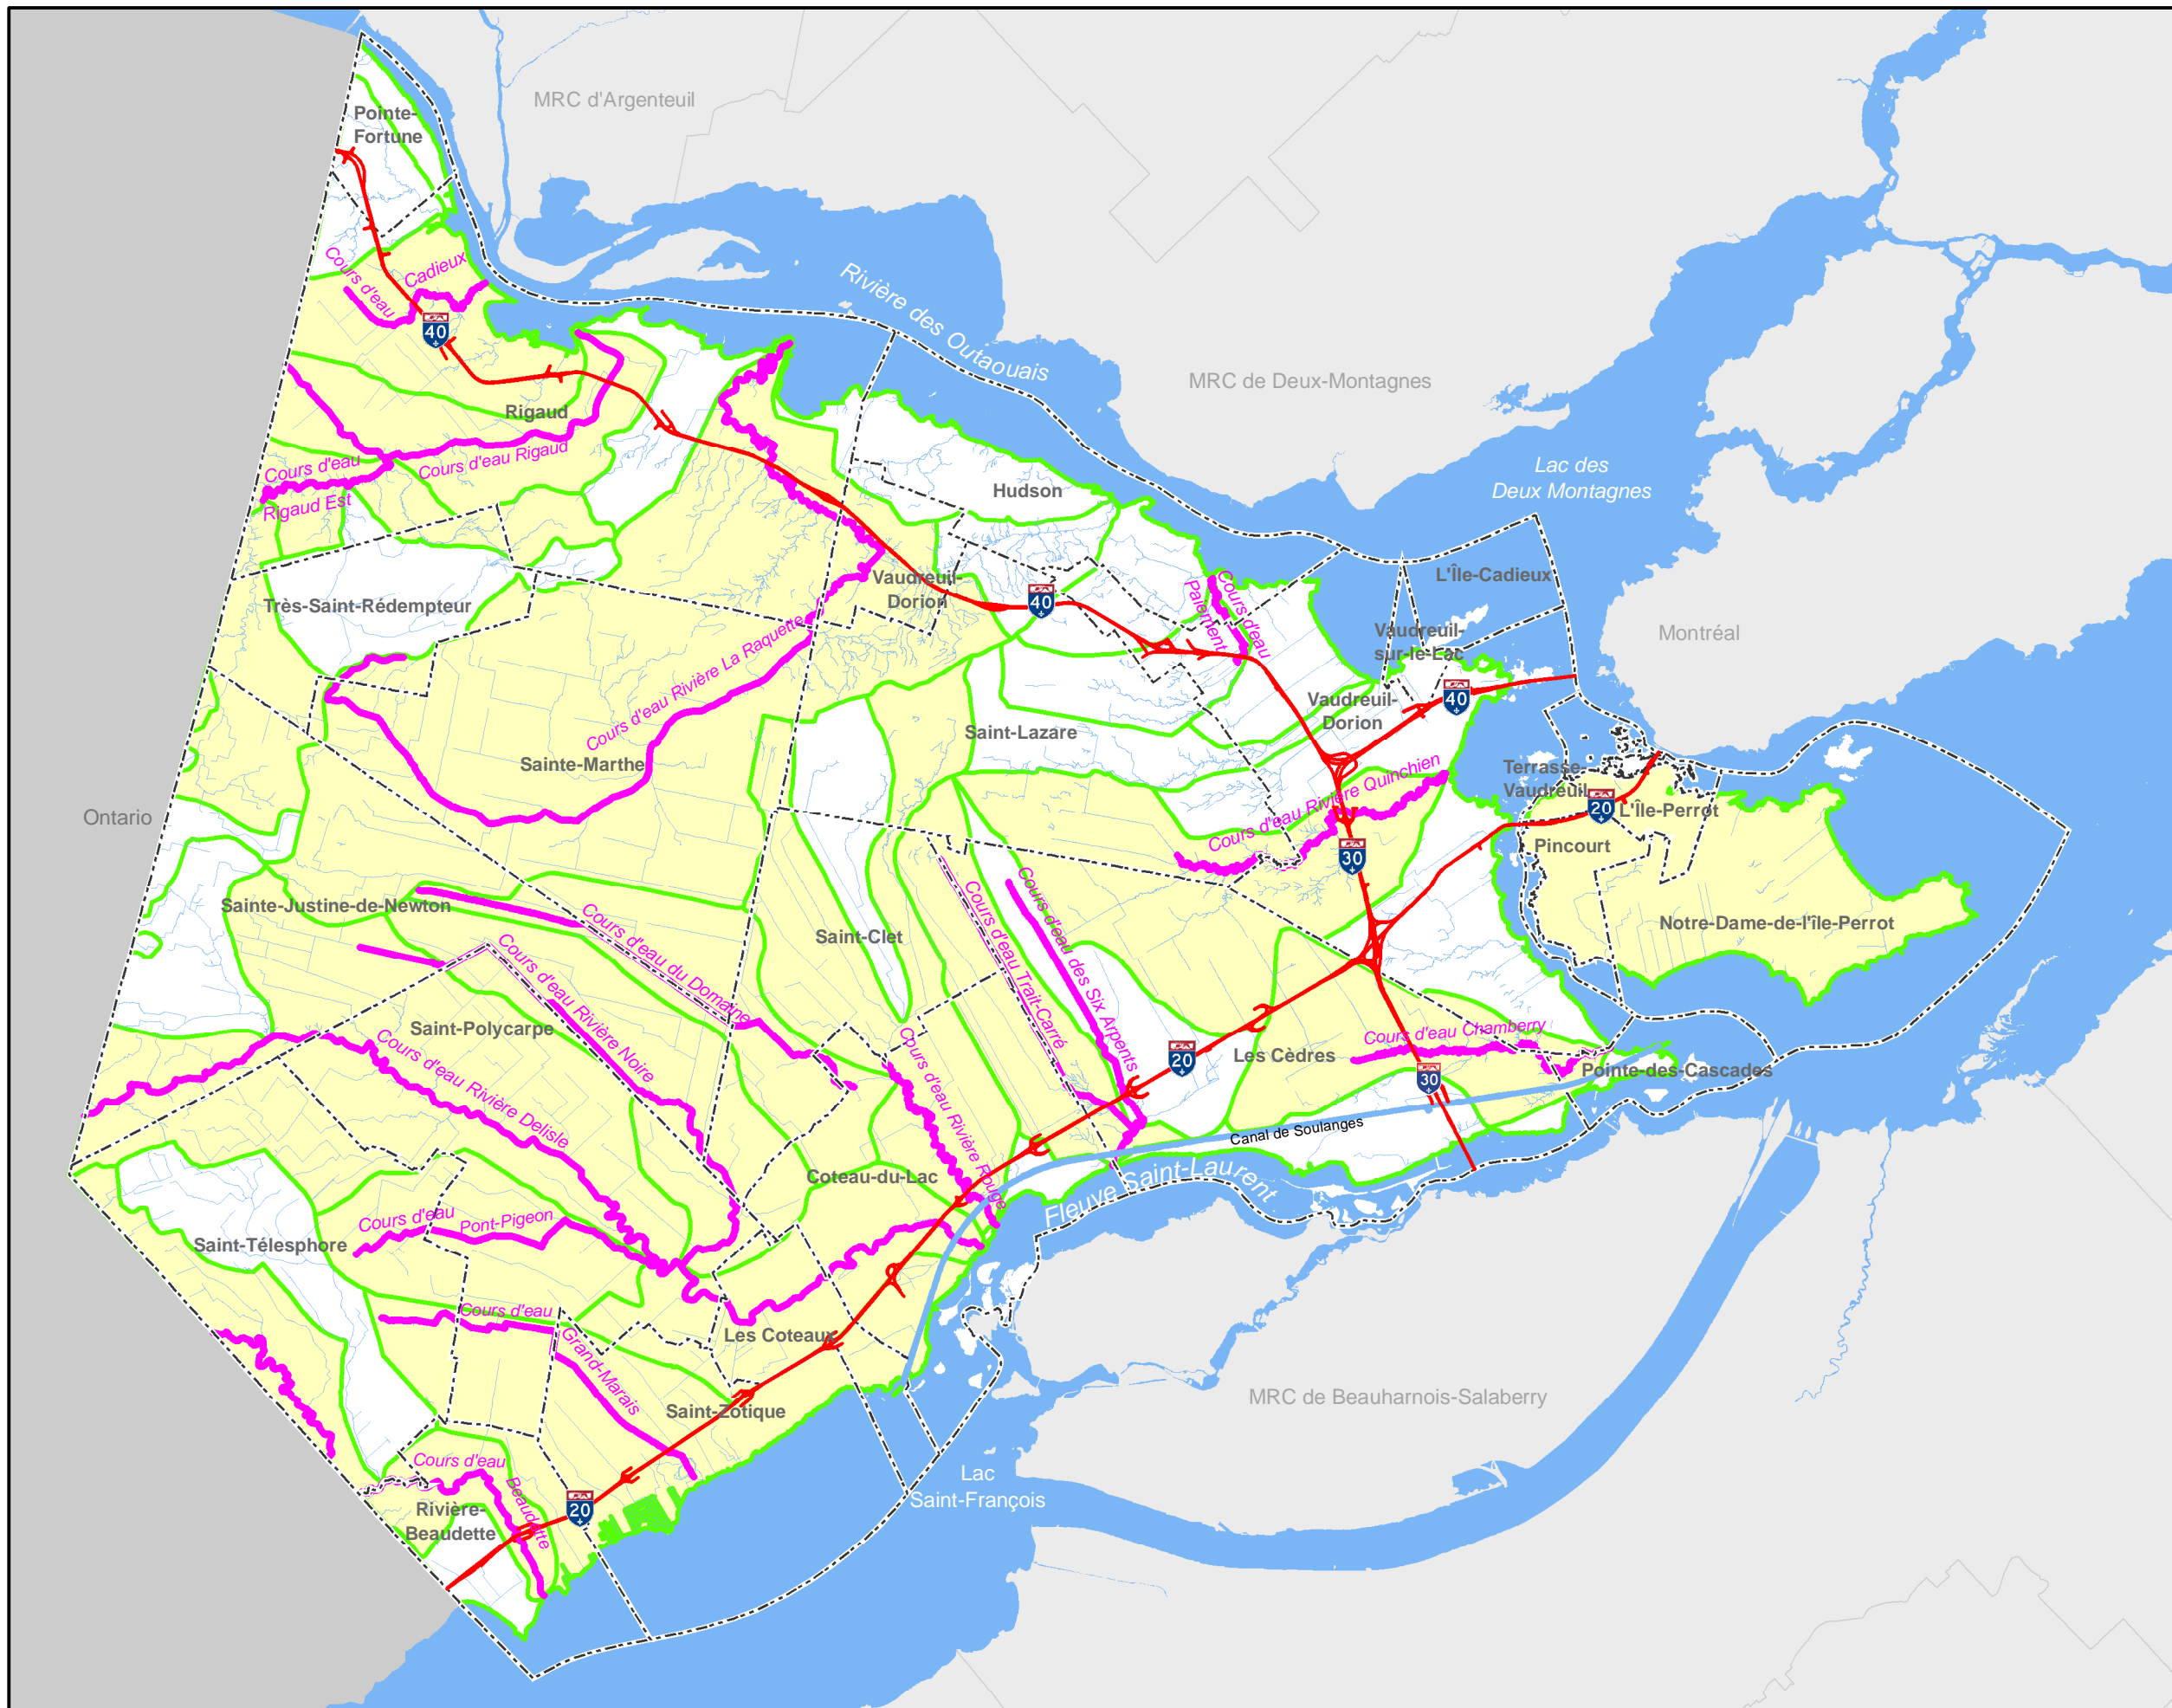 MRC d'Argenteuil
Pointe-
Fortune
Cours d'eau
Cadieux
40
Rivière des Outaouais
MRC de Deux-Montagnes
Rigaud
Cours d'eau Rigaud
Cours d'eau
Rigaud Est
Lac des
Deux Montagnes
Hudson
Très-Saint-Rédempteur
Vaudreuil-
Dorion
40
Cours d'eau
Paiement
L'Île-Cadieux
Vaudreuil-
sur-le-Lac
Montréal
Cours d'eau Rivière La Raquette
Saint-Lazare
Vaudreuil-
Dorion
40
Sainte-Marthe
Cours d'eau Rivière Quinchien
Terrasse-
Vaudreuil
20
L'Île-Perrot
Ontario
Pincourt
30
Sainte-Justine-de-Newton
Cours d'eau du Domaine
Saint-Clet
Cours d'eau Trait-Carré
Cours d'eau des Six Arpents
Notre-Dame-de-l'île-Perrot
Saint-Polycarpe
Cours d'eau Rivière Noire
Cours d'eau Rivière Delisle
Cours d'eau Rivière Rouge
20
Les Cèdres
Cours d'eau Chamberry
30
Pointe-des-Cascades
Canal de Soulanges
Coteau-du-Lac
Fleuve Saint-Laurent
Cours d'eau
Pont-Pigeon
Saint-Télesphore
Cours d'eau
Grand-Marais
Les Coteaux
Saint-Zotique
MRC de Beauharnois-Salaberry
Cours d'eau
Beaudette
Rivière-
Beaudette
20
Lac
Saint-François